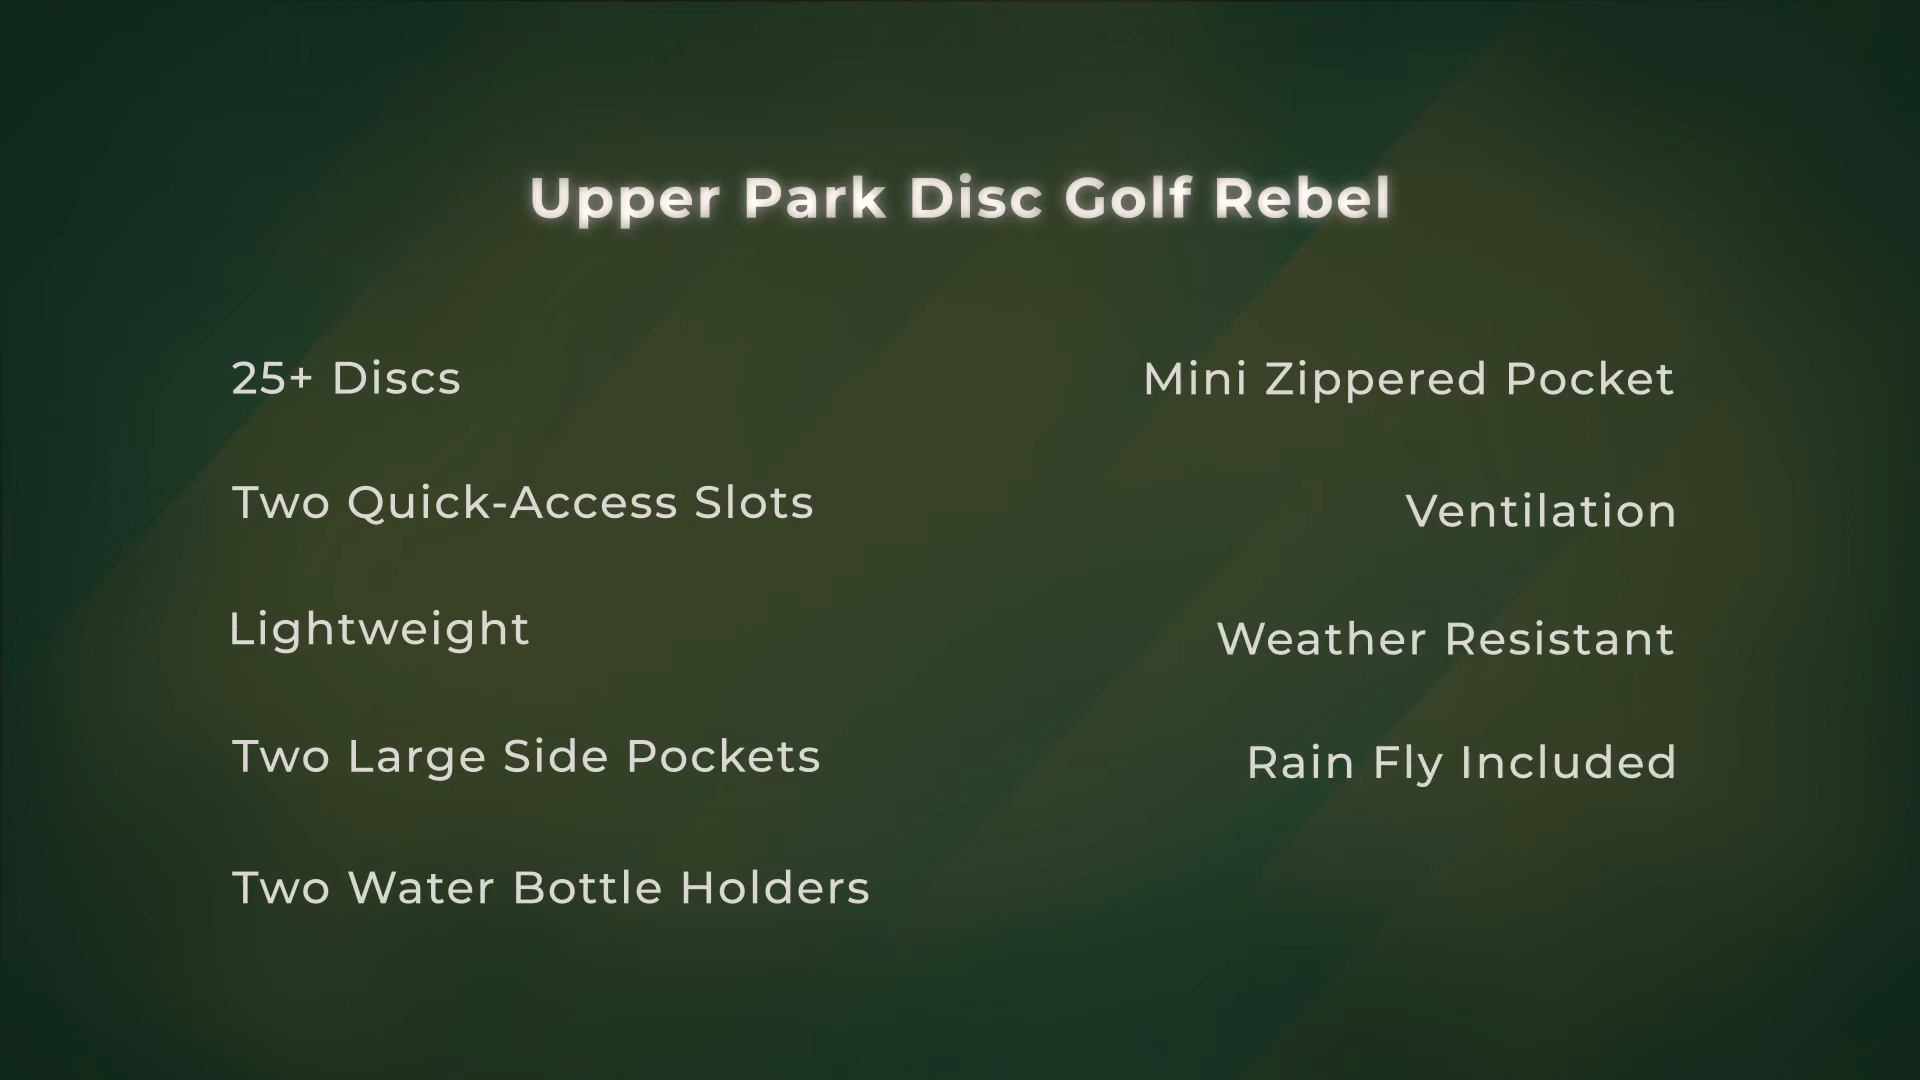 Upper Park Disc Golf Rebel
25+ Discs
Two Quick-Access Slots
Lightweight
Two Large Side Pockets
Two Water Bottle Holders
Mini Zippered Pocket
Ventilation
Weather Resistant
Rain Fly Included